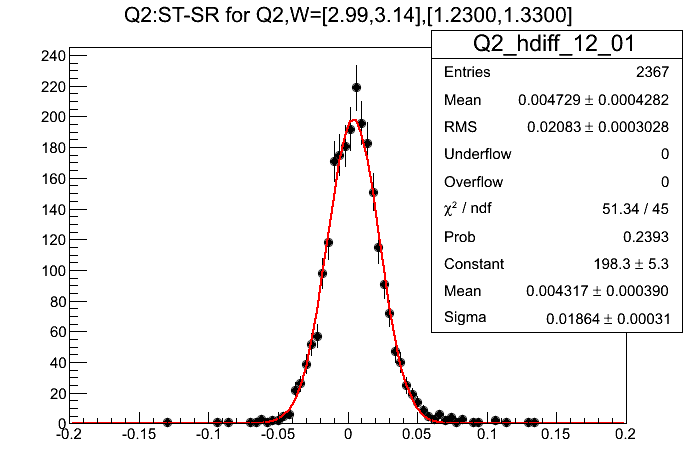 Q2:ST-SR for Q2,W=[2.99,3.14],[1.2300,1.3300]
Q2_hdiff_12_01
Entries 2367
Mean 0.004729 ± 0.0004282
RMS 0.02083 ± 0.0003028
Underflow 0
Overflow 0
χ² / ndf 51.34 / 45
Prob 0.2393
Constant 198.3 ± 5.3
Mean 0.004317 ± 0.000390
Sigma 0.01864 ± 0.00031
240
220
200
180
160
140
120
100
80
60
40
20
0
-0.2 -0.15 -0.1 -0.05 0 0.05 0.1 0.15 0.2